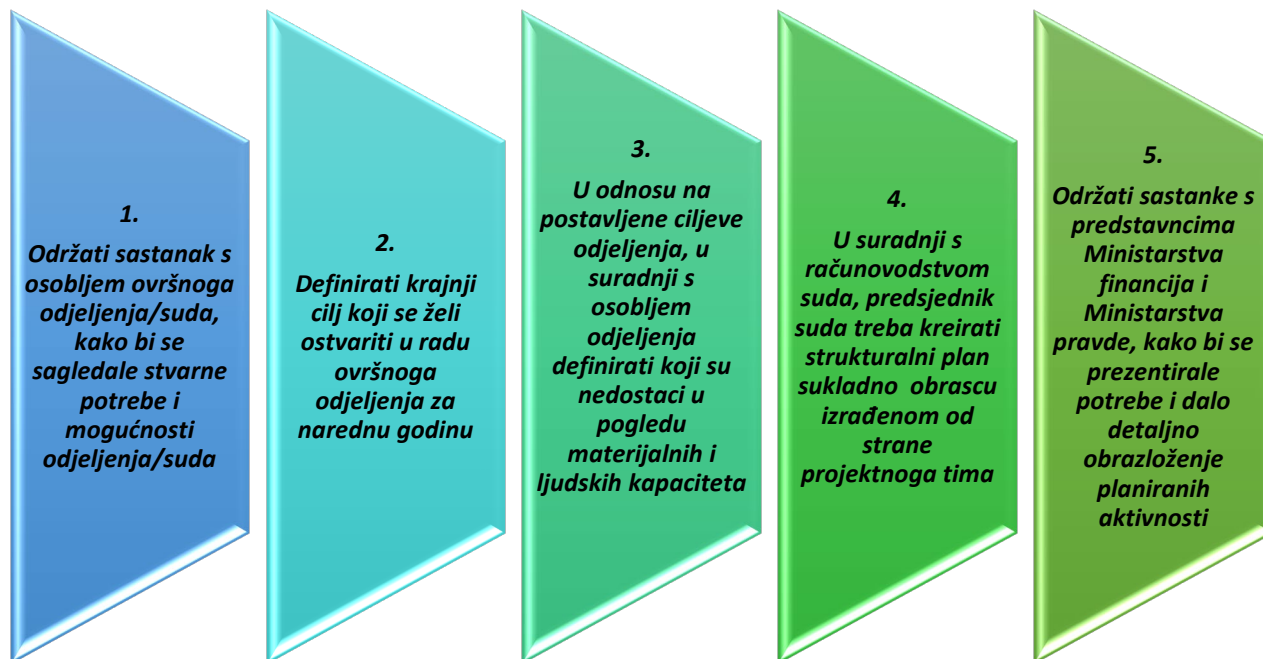 1.
Održati sastanak s
osobljem ovršnoga
odjeljenja/suda,
kako bi se
sagledale stvarne
potrebe i
mogućnosti
odjeljenja/suda
2.
Definirati krajnji
cilj koji se želi
ostvariti u radu
ovršnoga
odjeljenja za
narednu godinu
3.
U odnosu na
postavljene ciljeve
odjeljenja, u
suradnji s
osobljem
odjeljenja
definirati koji su
nedostaci u
pogledu
materijalnih i
ljudskih kapaciteta
4.
U suradnji s
računovodstvom
suda, predsjednik
suda treba kreirati
strukturalni plan
sukladno obrascu
izrađenom od
strane
projektnoga tima
5.
Održati sastanke s
predstavncima
Ministarstva
financija i
Ministarstva
pravde, kako bi se
prezentirale
potrebe i dalo
detaljno
obrazloženje
planiranih
aktivnosti